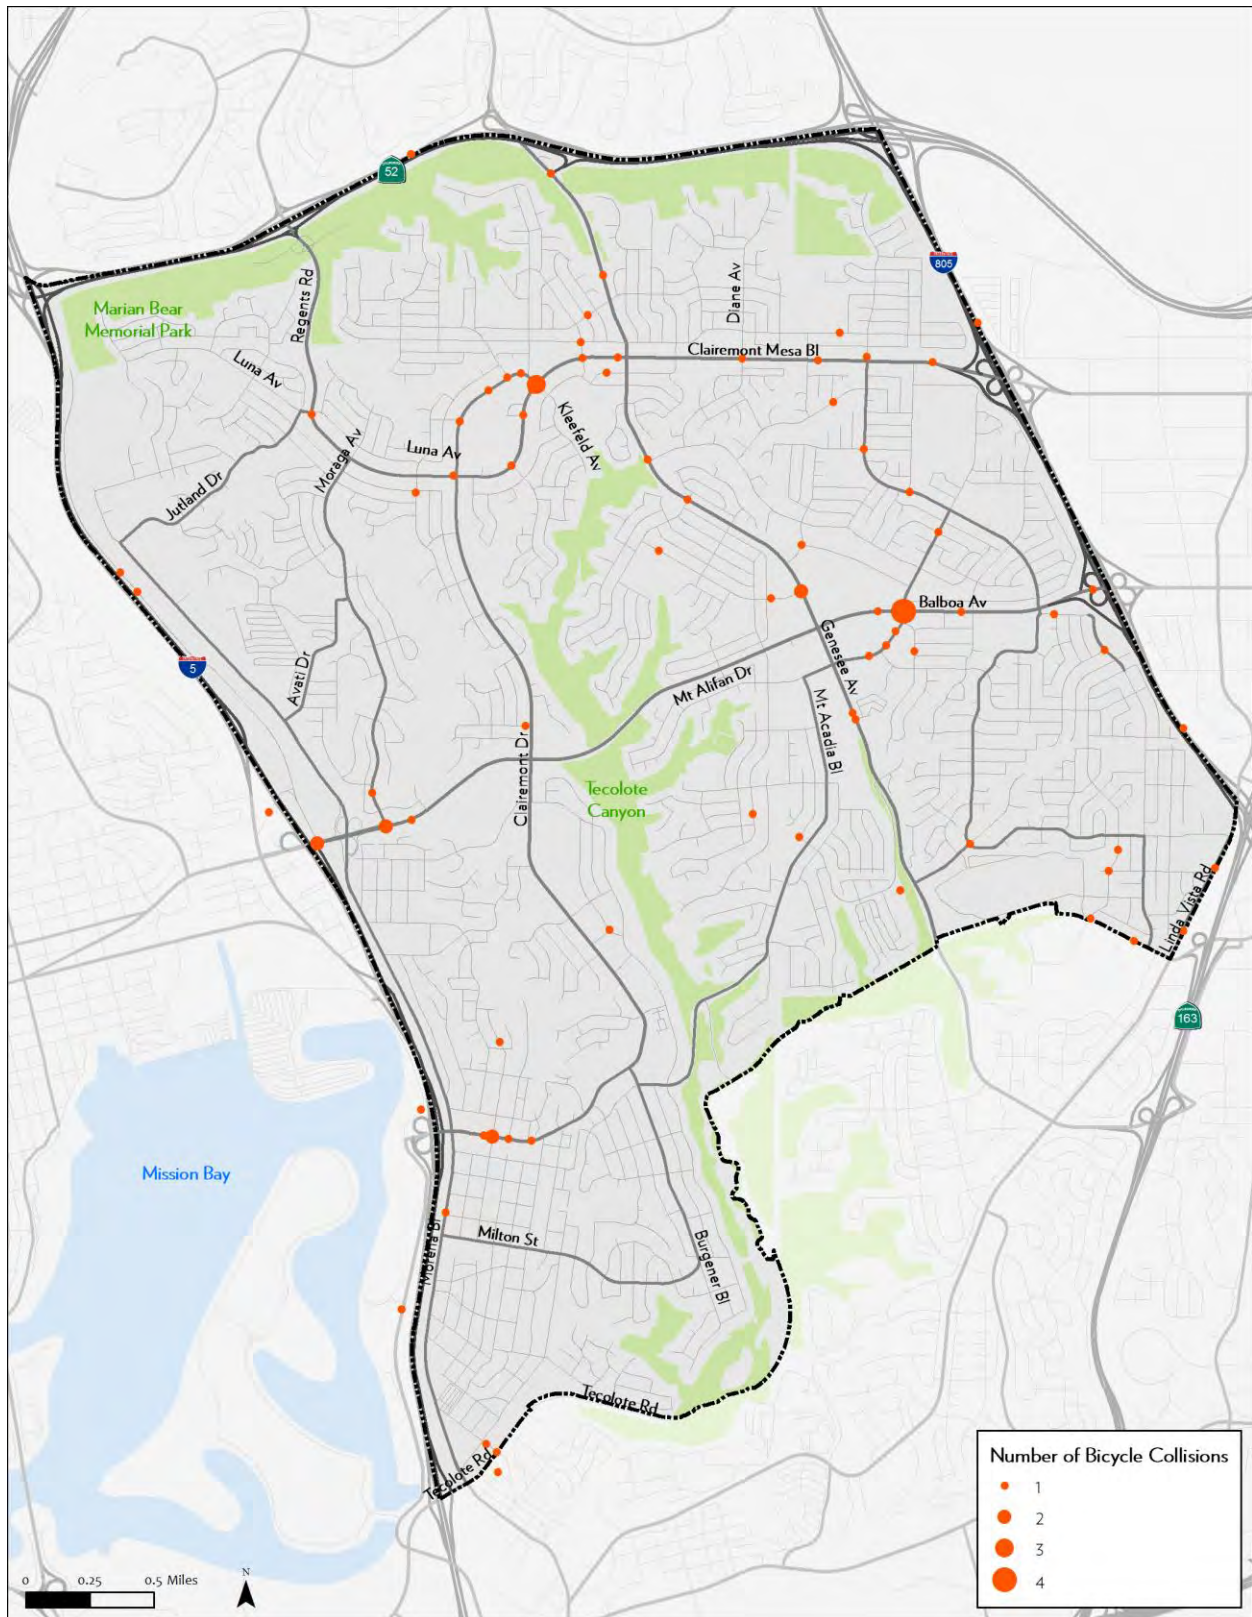 52
805
Marian Bear
Memorial Park
Regents Rd
Diane Av
Luna Av
Clairemont Mesa Bl
Kleefeld Av
Luna Av
Moraga Av
Jutland Dr
Balboa Av
Genesee Av
5
Avati Dr
Mt Alifan Dr
Mt Acadia Bl
Clairemont Dr
Tecolote
Canyon
Linda Vista Rd
163
Mission Bay
Milton St
Morena Bl
Burgener Bl
Tecolote Rd
Tecolote Rd
Number of Bicycle Collisions
1
2
3
4
0 0.25 0.5 Miles
N